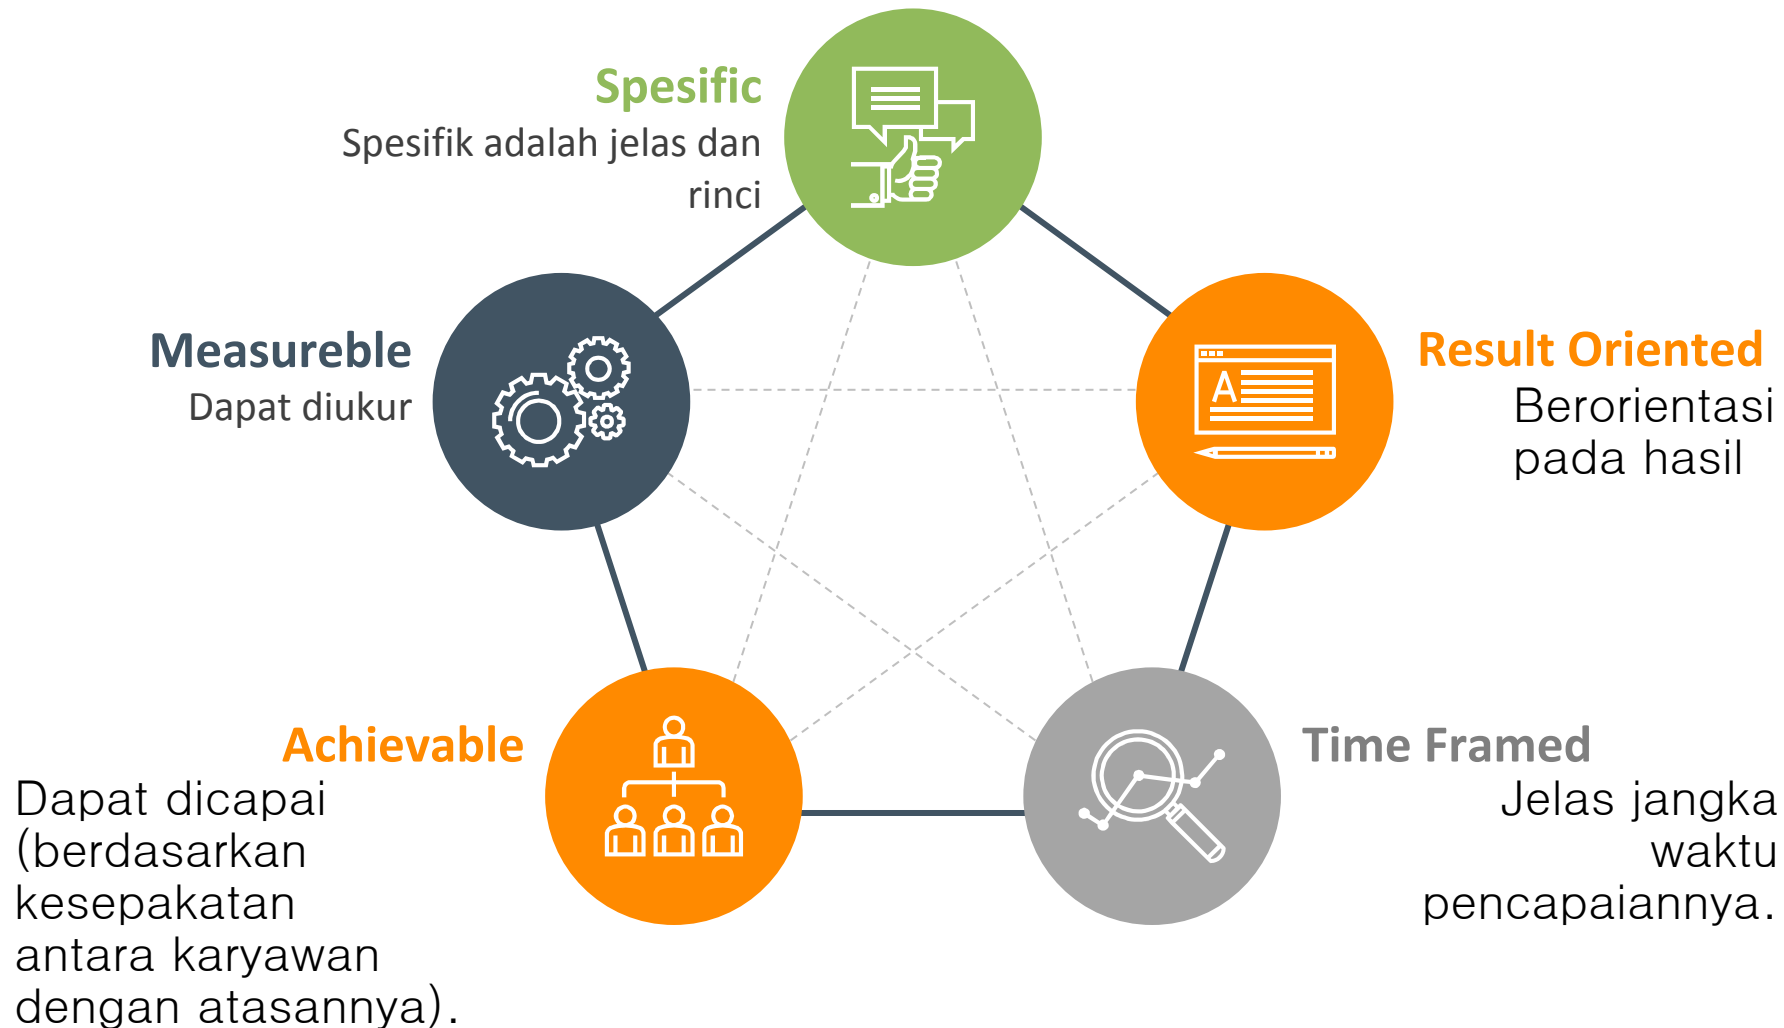 Spesific
Spesifik adalah jelas dan
rinci
Measureble
Dapat diukur
Achievable
Dapat dicapai
(berdasarkan
kesepakatan
antara karyawan
dengan atasannya).
Result Oriented
Berorientasi
pada hasil
A
Time Framed
Jelas jangka
waktu
pencapaiannya.